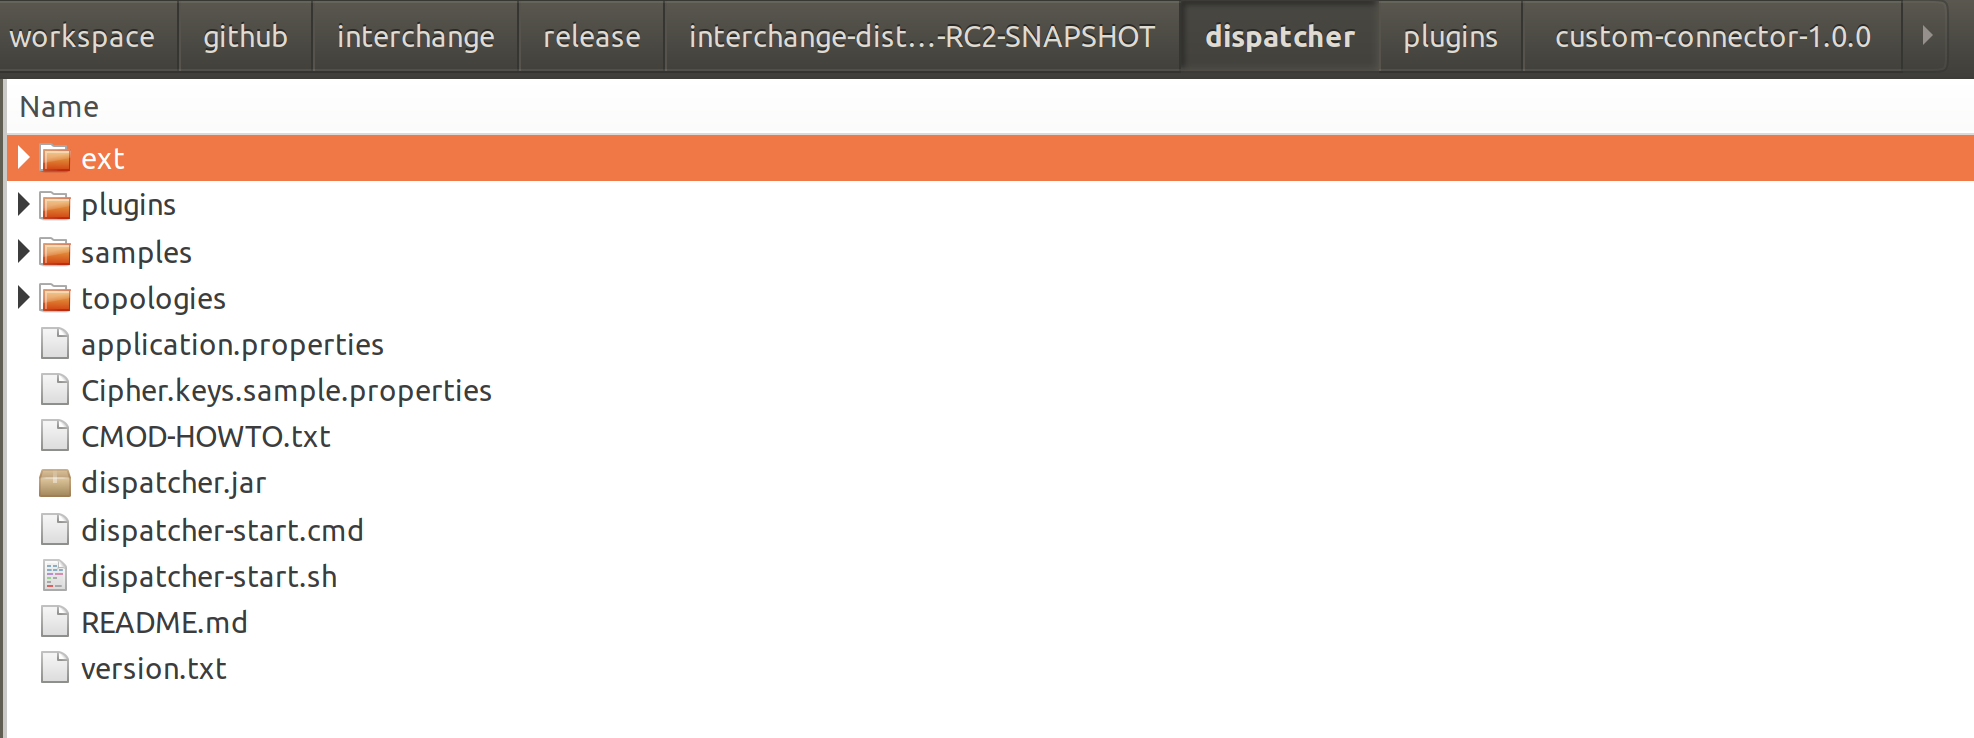 workspace github interchange release interchange-dist...-RC2-SNAPSHOT dispatcher plugins custom-connector-1.0.0
Name
ext
plugins
samples
topologies
application.properties
Cipher.keys.sample.properties
CMOD-HOWTO.txt
dispatcher.jar
dispatcher-start.cmd
dispatcher-start.sh
README.md
version.txt